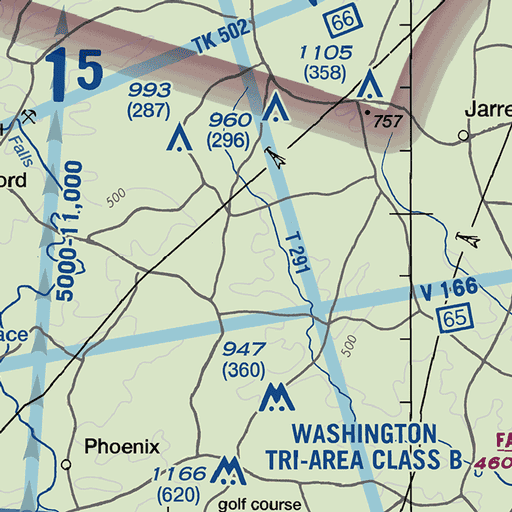 V
66
TK 502
1105
(358)
15
993
(287)
960
(296)
757
Jarre
Falls
ord
500
5000-11,000
T 291
V 166
65
ace
947
(360)
500
WASHINGTON
TRI-AREA CLASS B
Phoenix
1166
(620)
FA
460
golf course